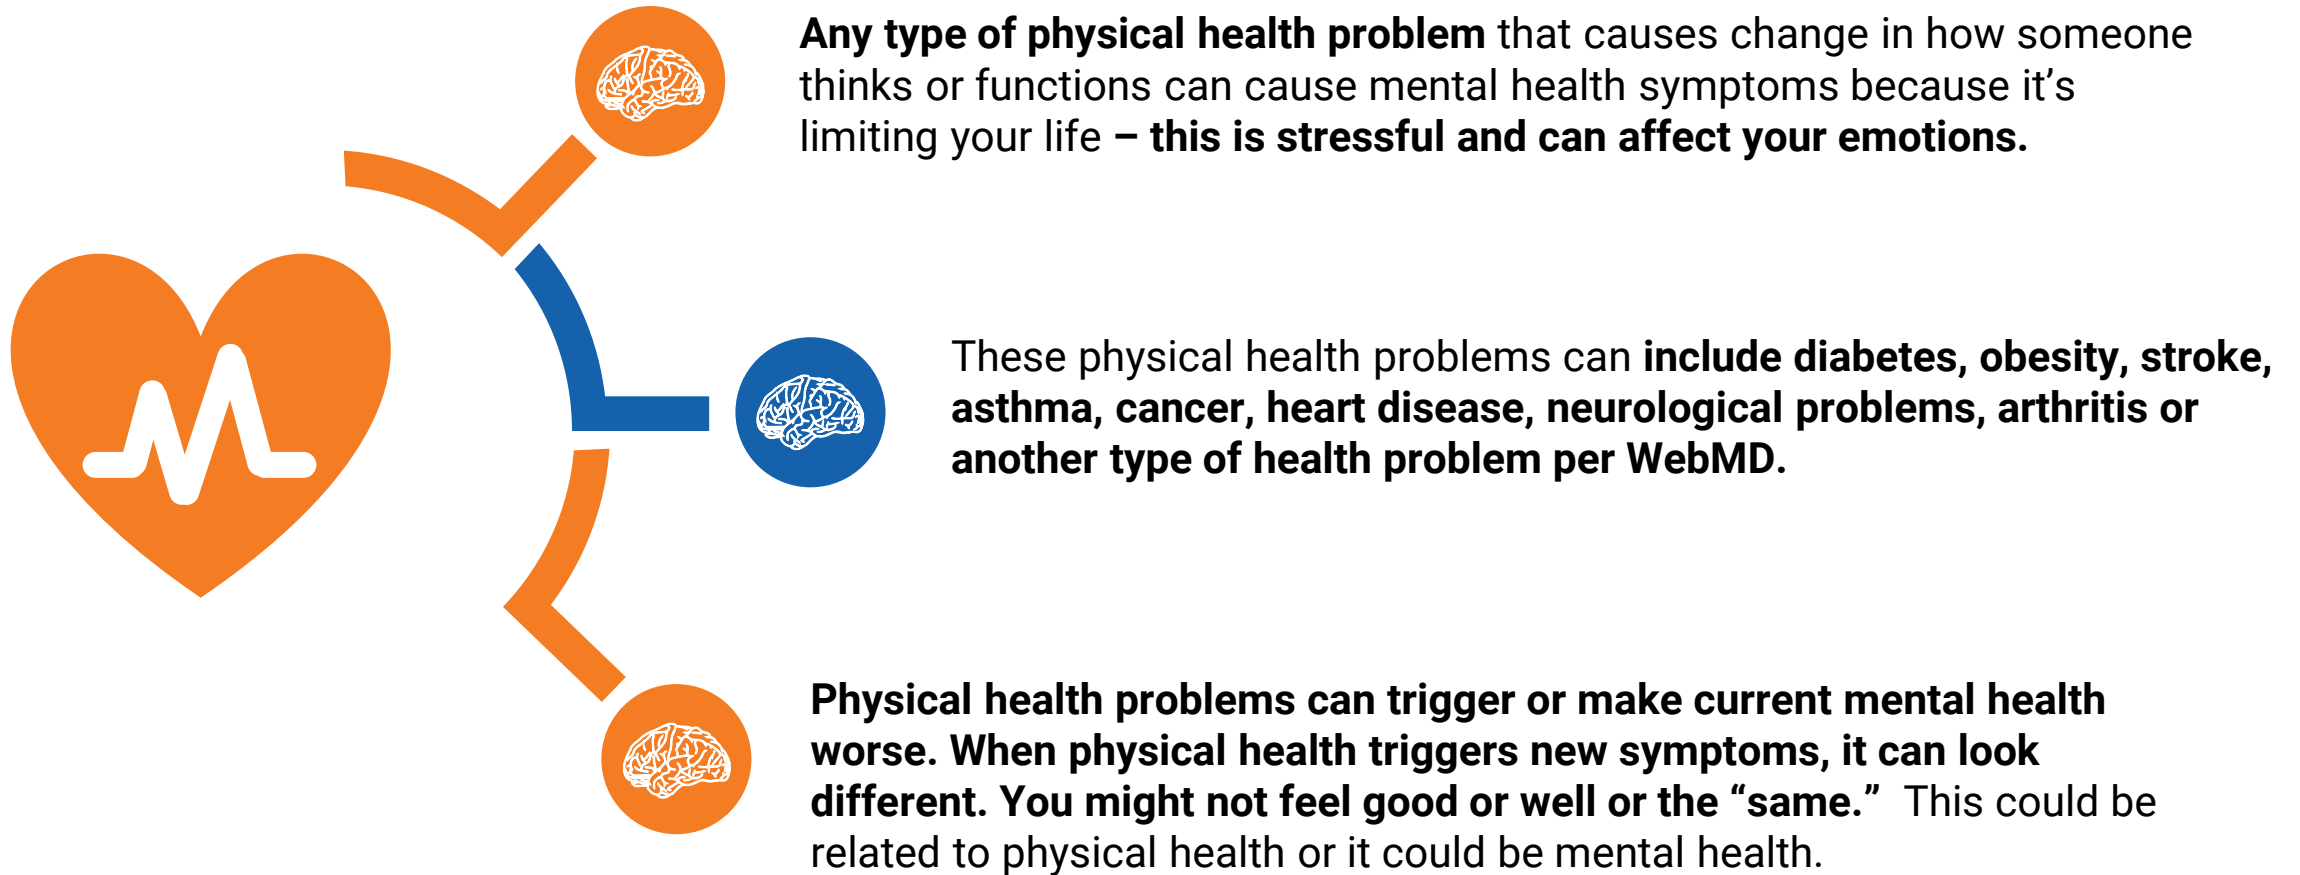 Any type of physical health problem that causes change in how someone
thinks or functions can cause mental health symptoms because it’s
limiting your life – this is stressful and can affect your emotions.
These physical health problems can include diabetes, obesity, stroke,
asthma, cancer, heart disease, neurological problems, arthritis or
another type of health problem per WebMD.
Physical health problems can trigger or make current mental health
worse. When physical health triggers new symptoms, it can look
different. You might not feel good or well or the “same.”  This could be
related to physical health or it could be mental health.